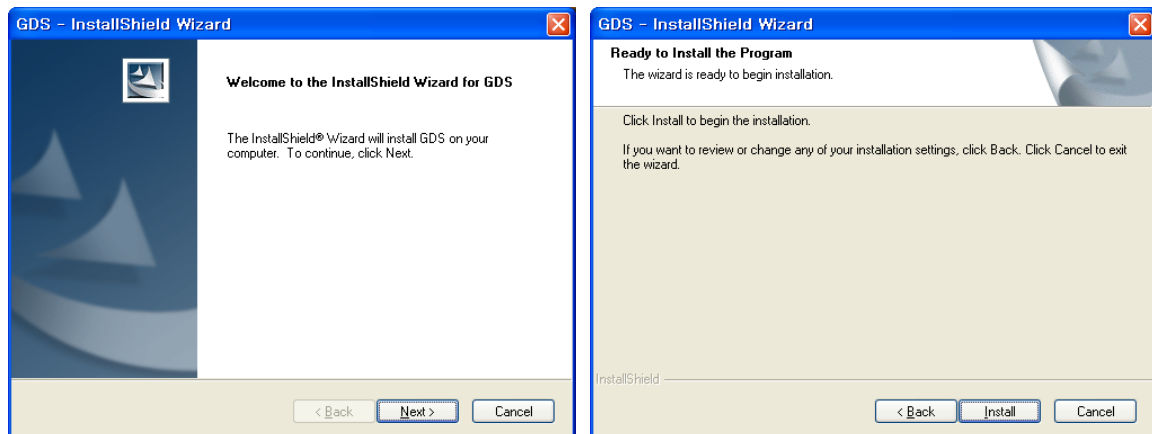 GDS - InstallShield Wizard
Welcome to the InstallShield Wizard for GDS
The InstallShield® Wizard will install GDS on your
computer. To continue, click Next.
< Back
Next >
Cancel
GDS - InstallShield Wizard
Ready to Install the Program
The wizard is ready to begin installation.
Click Install to begin the installation.
If you want to review or change any of your installation settings, click Back. Click Cancel to exit
the wizard.
InstallShield
< Back
Install
Cancel